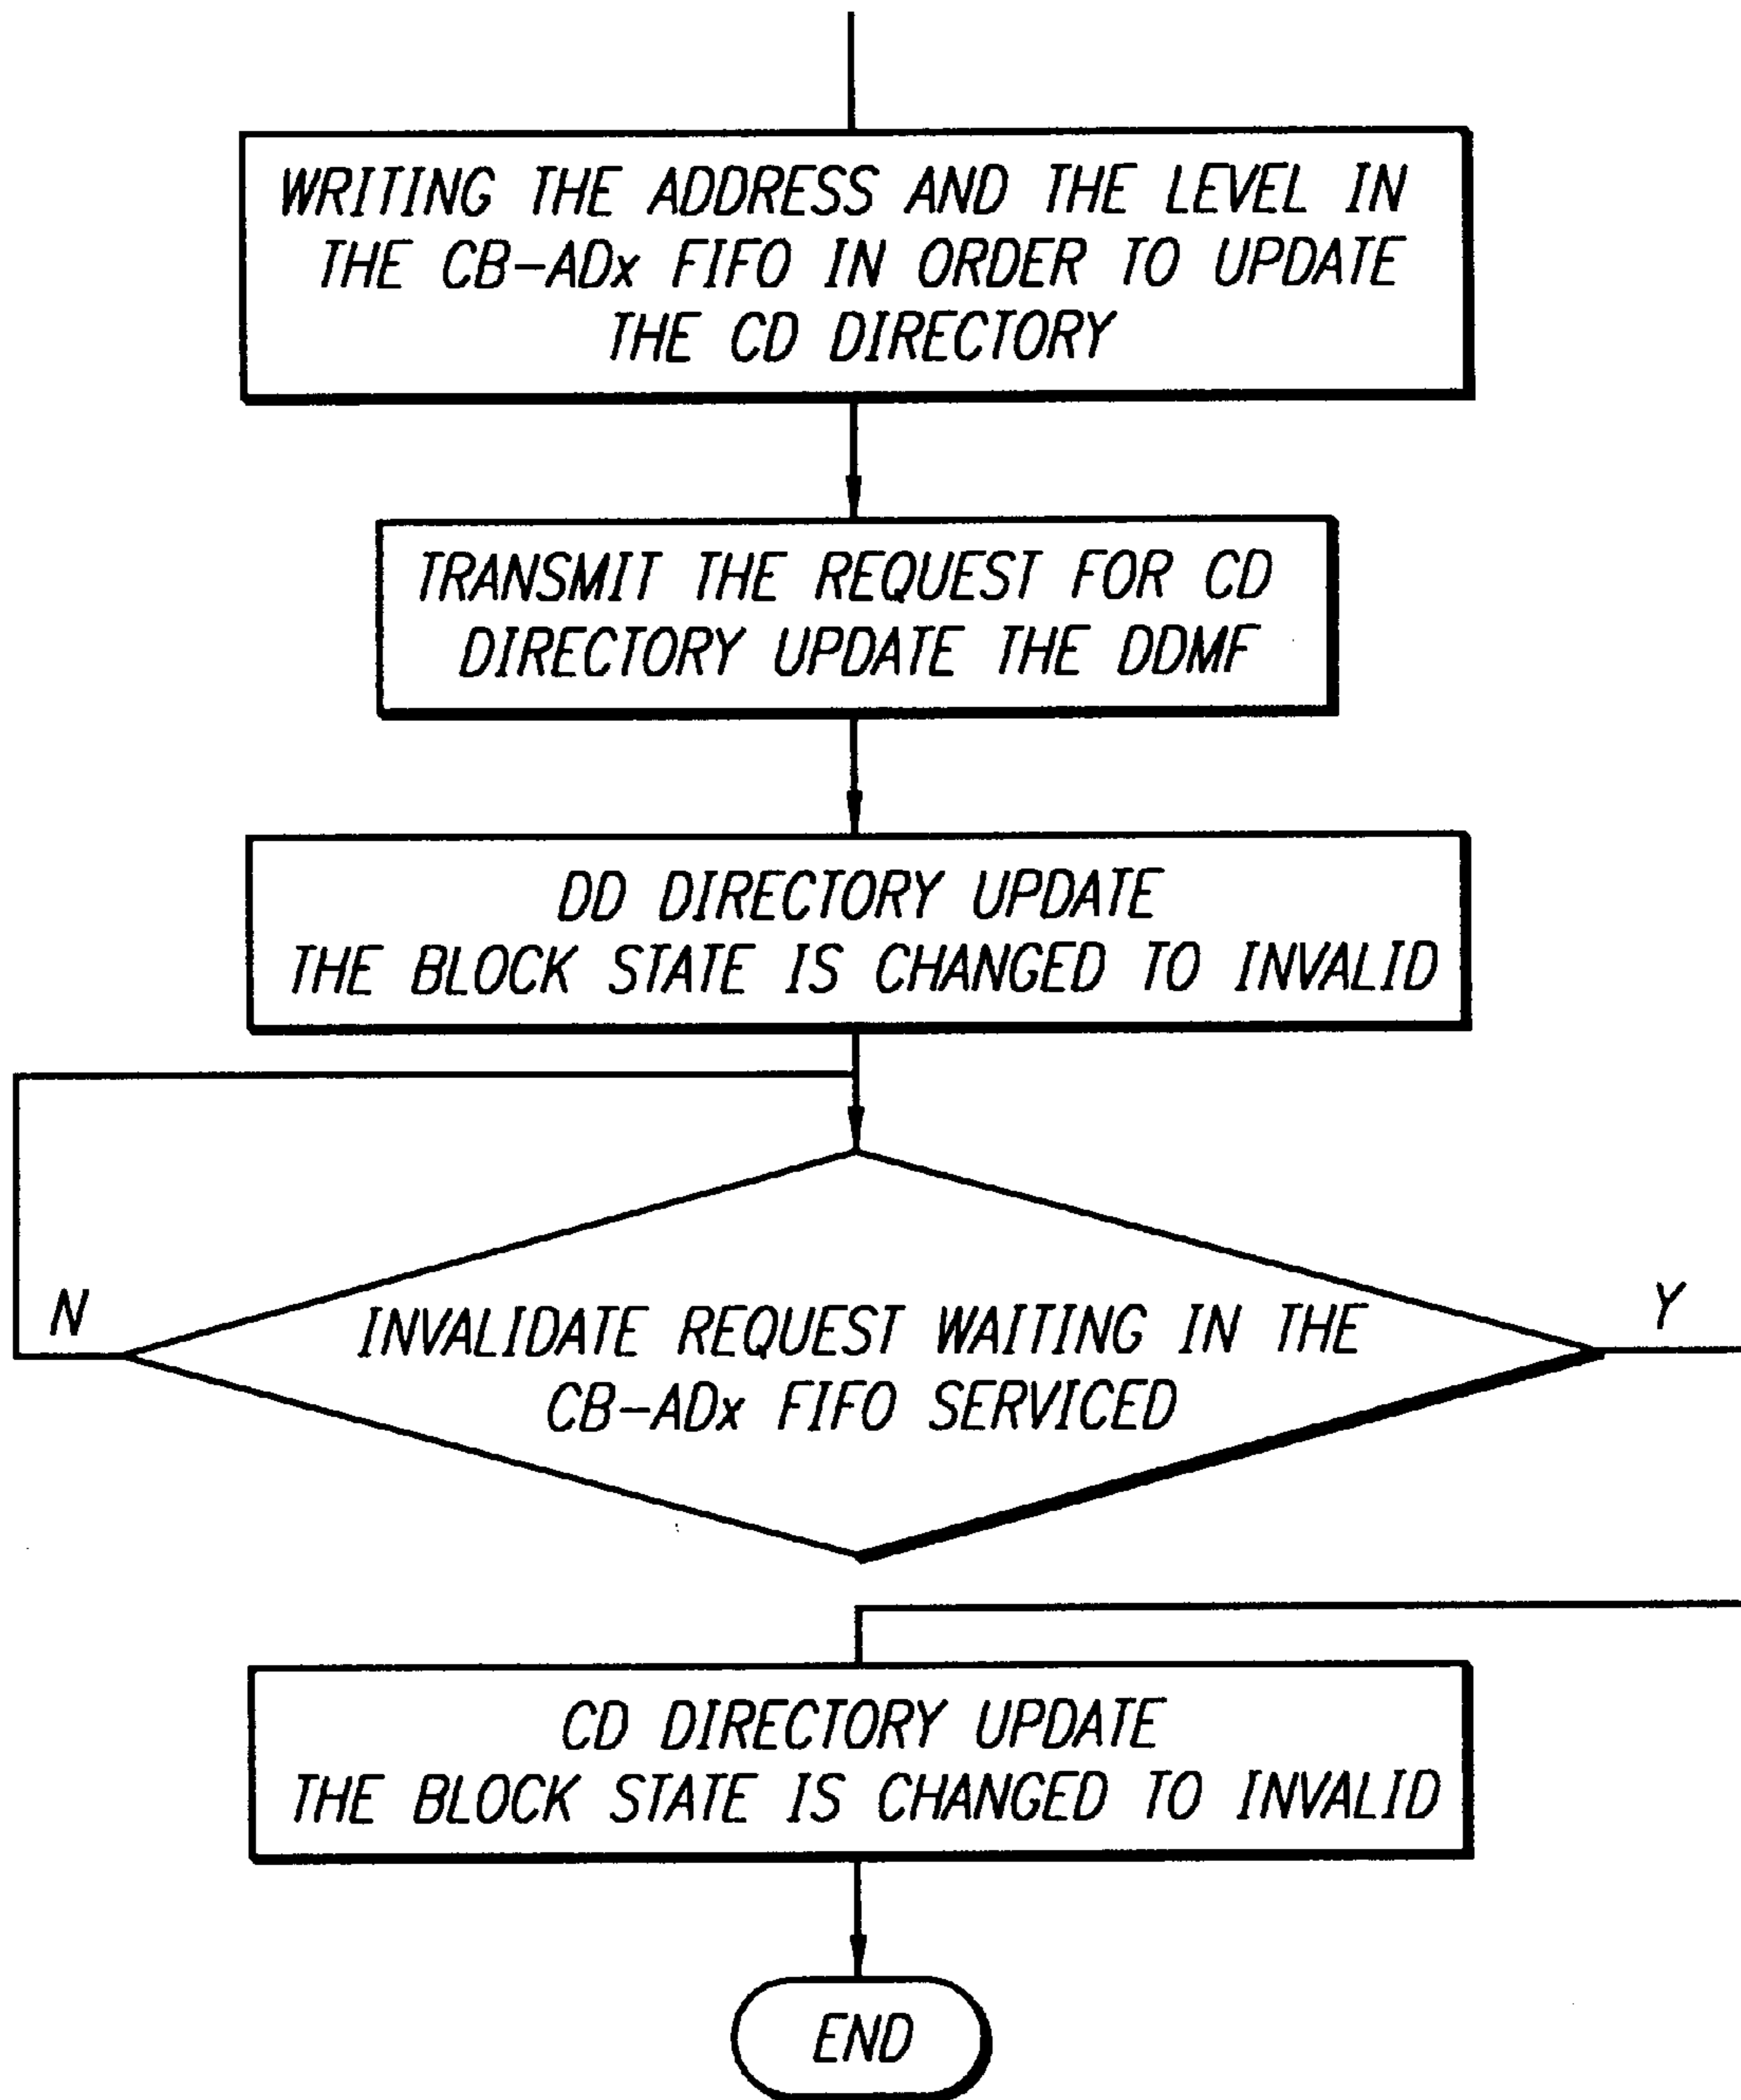 WRITING THE ADDRESS AND THE LEVEL IN
THE CB-ADx FIFO IN ORDER TO UPDATE
THE CD DIRECTORY
TRANSMIT THE REQUEST FOR CD
DIRECTORY UPDATE THE DDMF
DD DIRECTORY UPDATE
THE BLOCK STATE IS CHANGED TO INVALID
N
Y
INVALIDATE REQUEST WAITING IN THE
CB-ADx FIFO SERVICED
CD DIRECTORY UPDATE
THE BLOCK STATE IS CHANGED TO INVALID
END